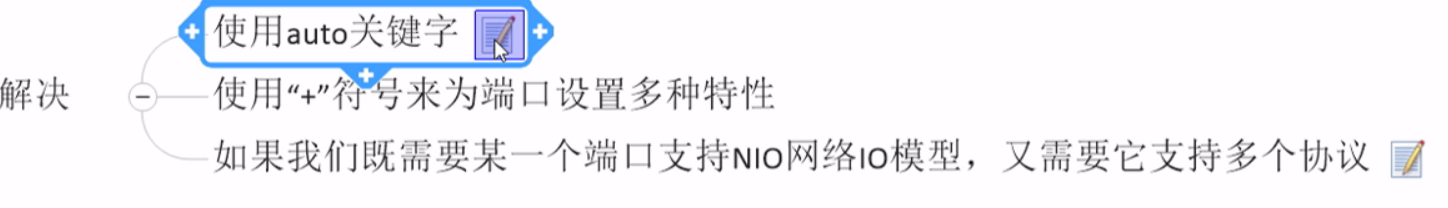 使用auto关键字
解决
使用“+”符号来为端口设置多种特性
如果我们既需要某一个端口支持NIO网络IO模型，又需要它支持多个协议